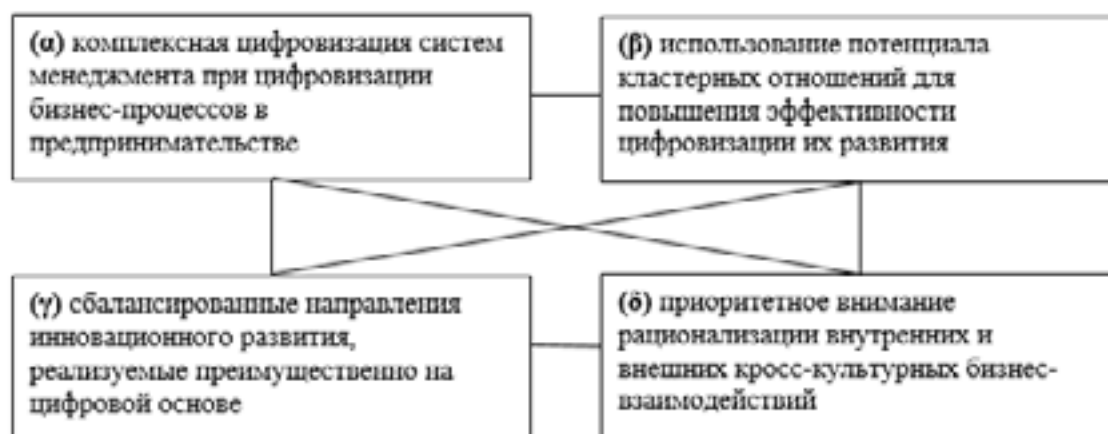 (α) комплексная цифровизация систем
менеджмента при цифровизации
бизнес-процессов в
предпринимательстве
(β) использование потенциала
кластерных отношений для
повышения эффективности
цифровизации их развития
(γ) сбалансированные направления
инновационного развития,
реализуемые преимущественно на
цифровой основе
(δ) приоритетное внимание
рационализации внутренних и
внешних кросс-культурных бизнес-
взаимодействий